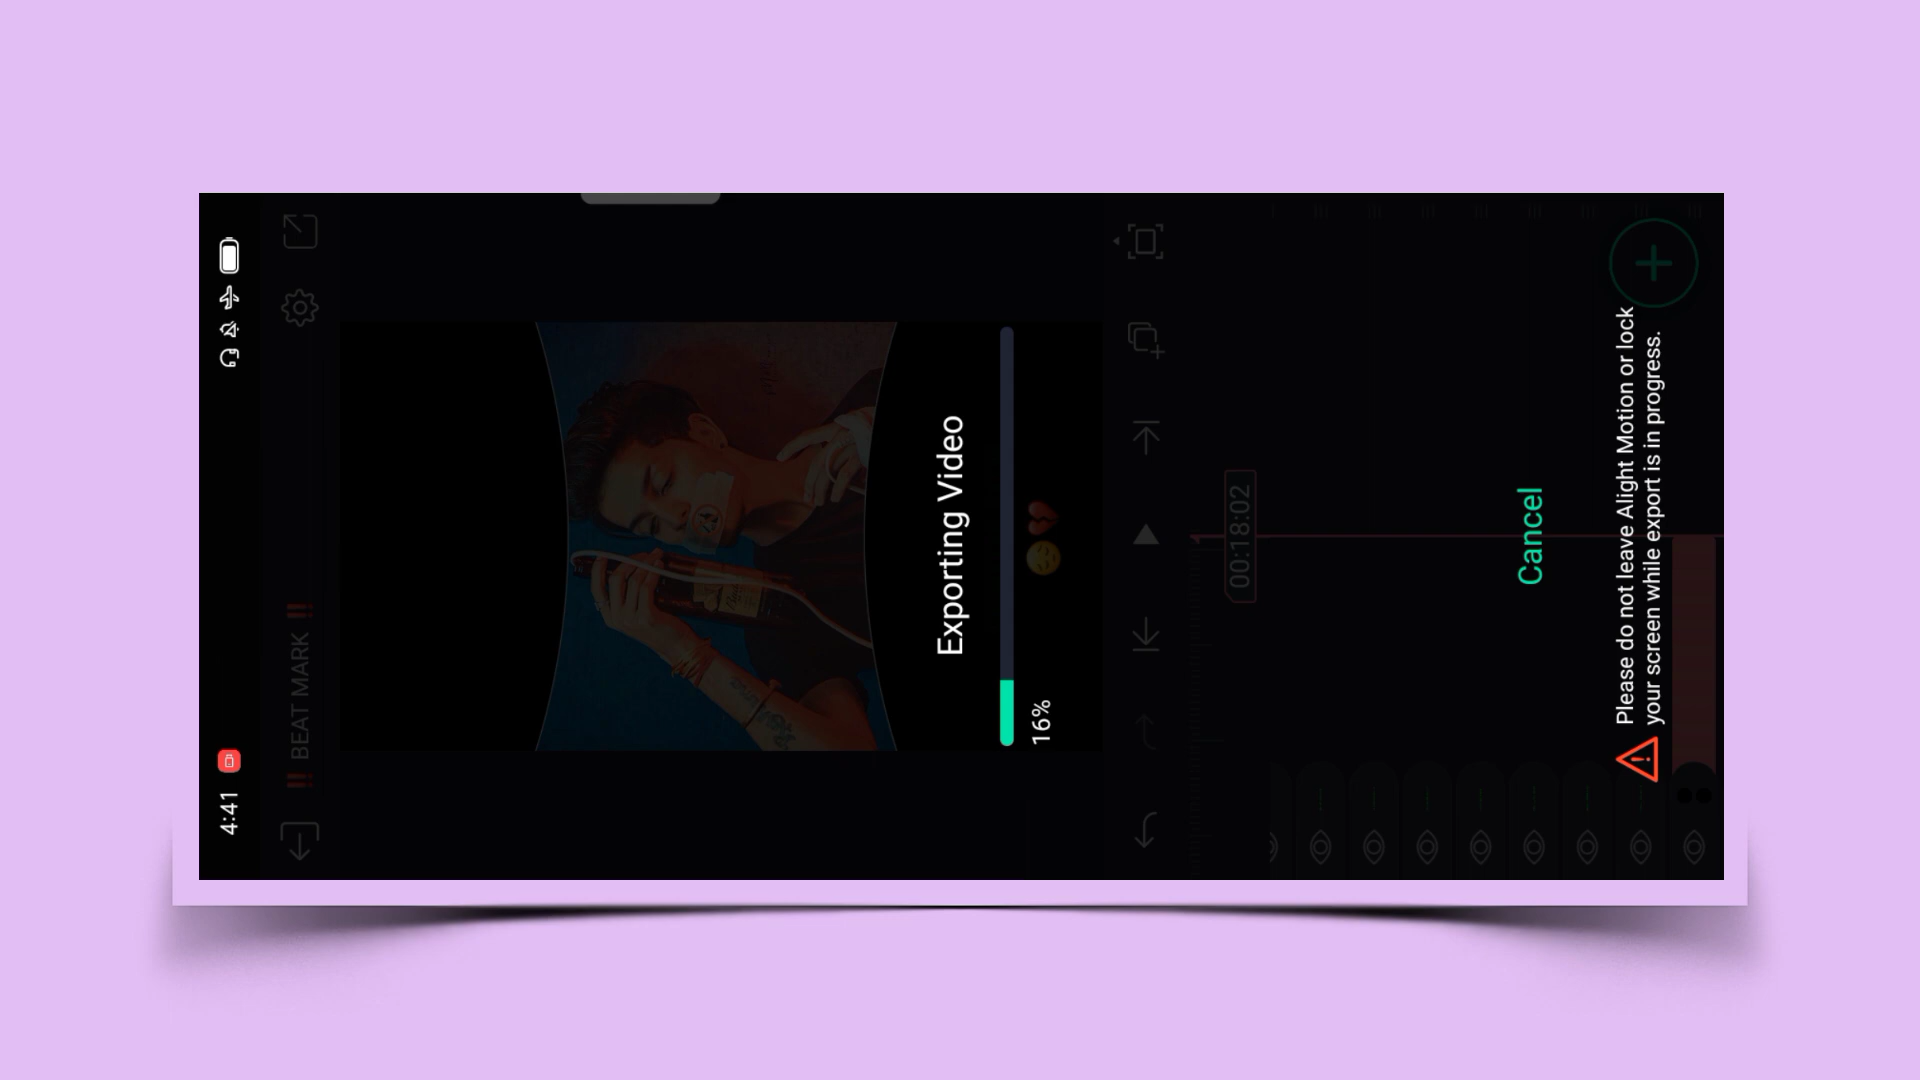 4:41
‼ BEAT MARK ‼
Exporting Video
16%
😔💔
00:18:02
Cancel
Please do not leave Alight Motion or lock
your screen while export is in progress.